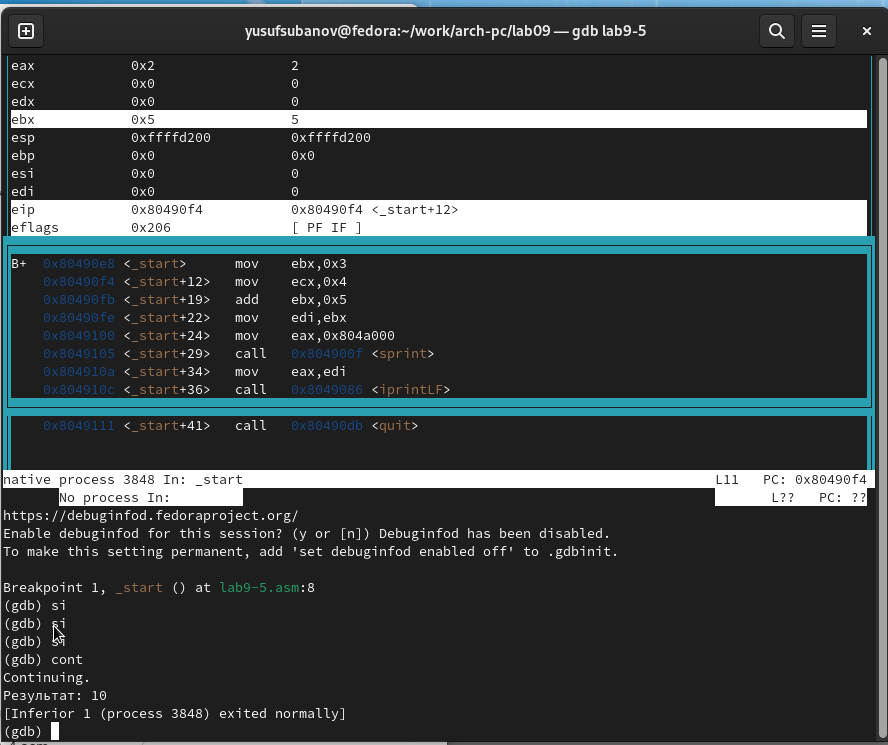 yusufsubanov@fedora:~/work/arch-pc/lab09 — gdb lab9-5
eax 0x2 2
ecx 0x0 0
edx 0x0 0
ebx 0x5 5
esp 0xffffd200 0xffffd200
ebp 0x0 0x0
esi 0x0 0
edi 0x0 0
eip 0x80490f4 0x80490f4 <_start+12>
eflags 0x206 [ PF IF ]
B+ 0x80490e8 <_start> mov ebx,0x3
0x80490f4 <_start+12> mov ecx,0x4
0x80490fb <_start+19> add ebx,0x5
0x80490fe <_start+22> mov edi,ebx
0x8049100 <_start+24> mov eax,0x804a000
0x8049105 <_start+29> call 0x804900f <sprint>
0x804910a <_start+34> mov eax,edi
0x804910c <_start+36> call 0x8049086 <iprintLF>
0x8049111 <_start+41> call 0x80490db <quit>
native process 3848 In: _start L11 PC: 0x80490f4
No process In: L?? PC: ??
https://debuginfod.fedoraproject.org/
Enable debuginfod for this session? (y or [n]) Debuginfod has been disabled.
To make this setting permanent, add 'set debuginfod enabled off' to .gdbinit.
Breakpoint 1, _start () at lab9-5.asm:8
(gdb) si
(gdb) si
(gdb) si
(gdb) cont
Continuing.
Результат: 10
[Inferior 1 (process 3848) exited normally]
(gdb)